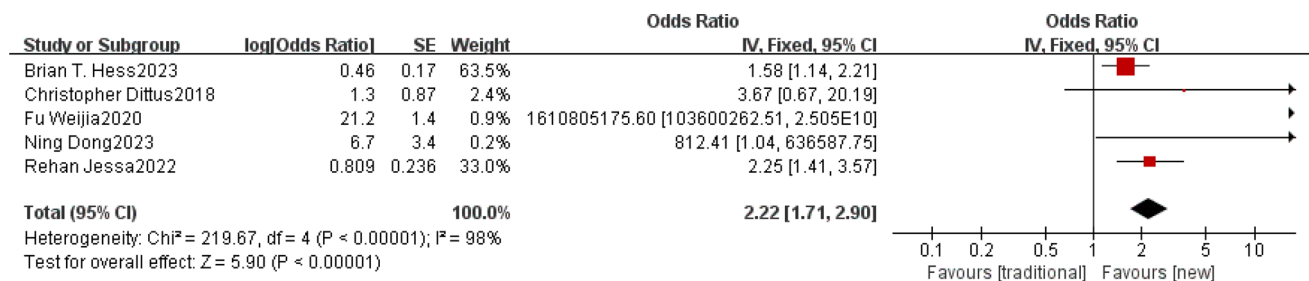 Odds Ratio Odds Ratio
Study or Subgroup log[Odds Ratio] SE Weight IV, Fixed, 95% CI IV, Fixed, 95% CI
Brian T. Hess2023 0.46 0.17 63.5% 1.58 [1.14, 2.21]
Christopher Dittus2018 1.3 0.87 2.4% 3.67 [0.67, 20.19]
Fu Weijia2020 21.2 1.4 0.9% 1610805175.60 [103600262.51, 2.505E10]
Ning Dong2023 6.7 3.4 0.2% 812.41 [1.04, 636587.75]
Rehan Jessa2022 0.809 0.236 33.0% 2.25 [1.41, 3.57]
Total (95% CI) 100.0% 2.22 [1.71, 2.90]
Heterogeneity: Chi² = 219.67, df = 4 (P < 0.00001); I² = 98%
Test for overall effect: Z = 5.90 (P < 0.00001)
0.1 0.2 0.5 1 2 5 10
Favours [traditional] Favours [new]